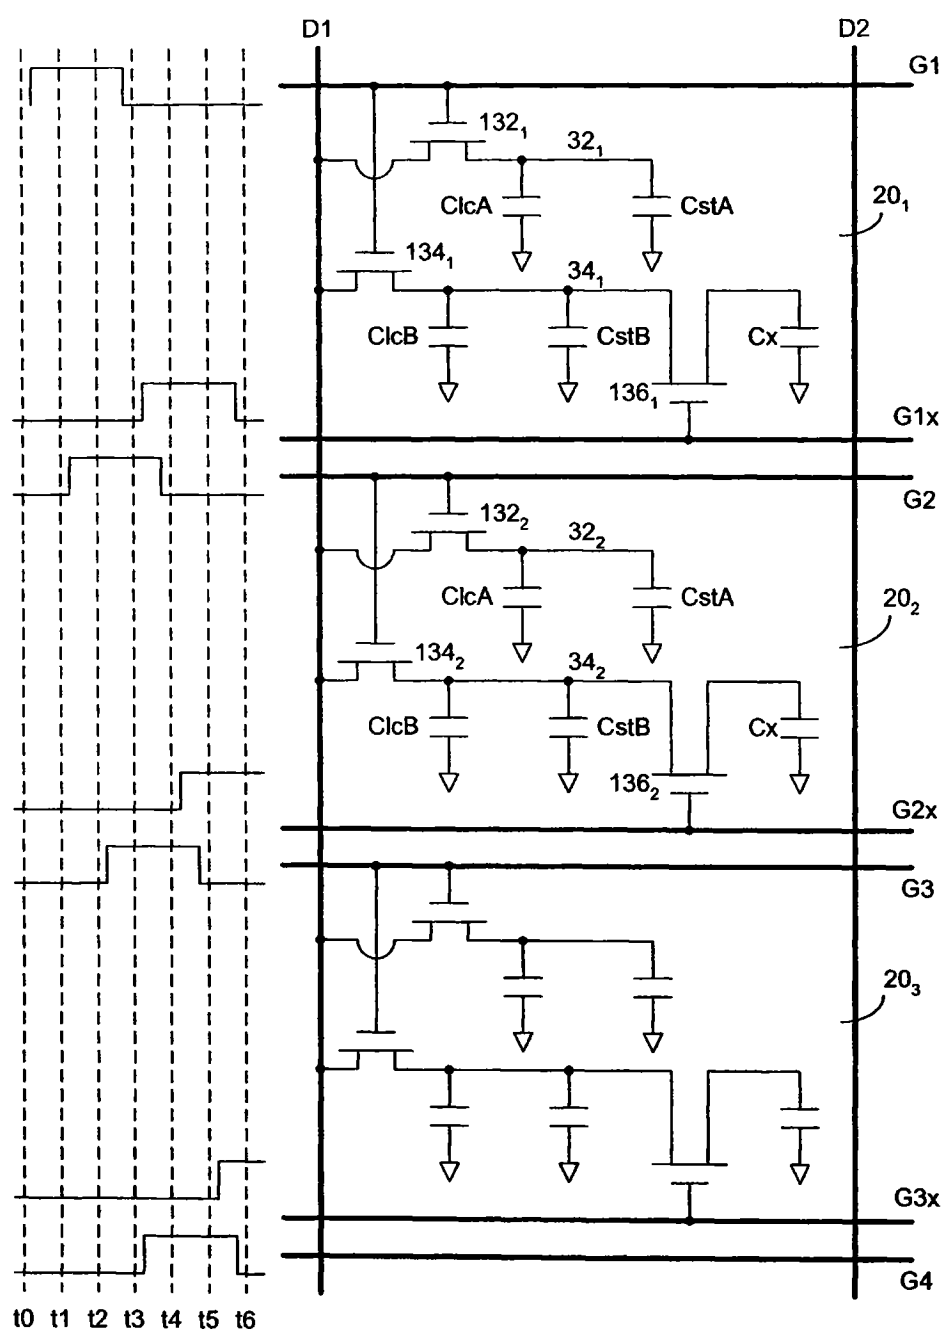 D1 D2
G1
132₁
32₁
ClcA CstA
20₁
134₁
34₁
ClcB CstB Cx
136₁
G1x
G2
132₂
32₂
ClcA CstA
20₂
134₂
34₂
ClcB CstB Cx
136₂
G2x
G3
20₃
G3x
G4
t0 t1 t2 t3 t4 t5 t6